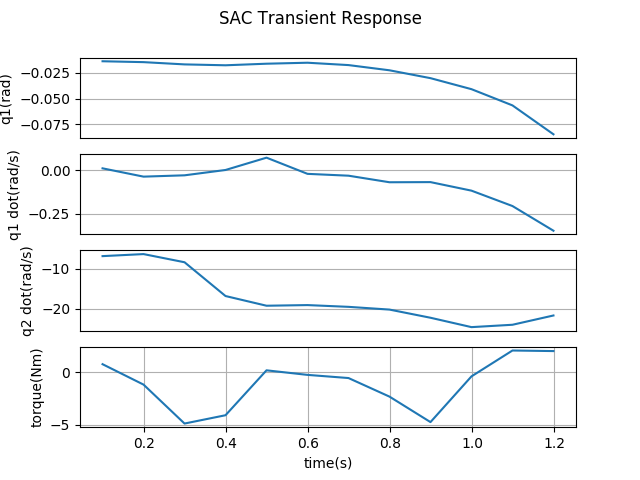 SAC Transient Response
q1(rad)
−0.025
−0.050
−0.075
q1 dot(rad/s)
0.00
−0.25
q2 dot(rad/s)
−10
−20
torque(Nm)
0
−5
0.2 0.4 0.6 0.8 1.0 1.2
time(s)